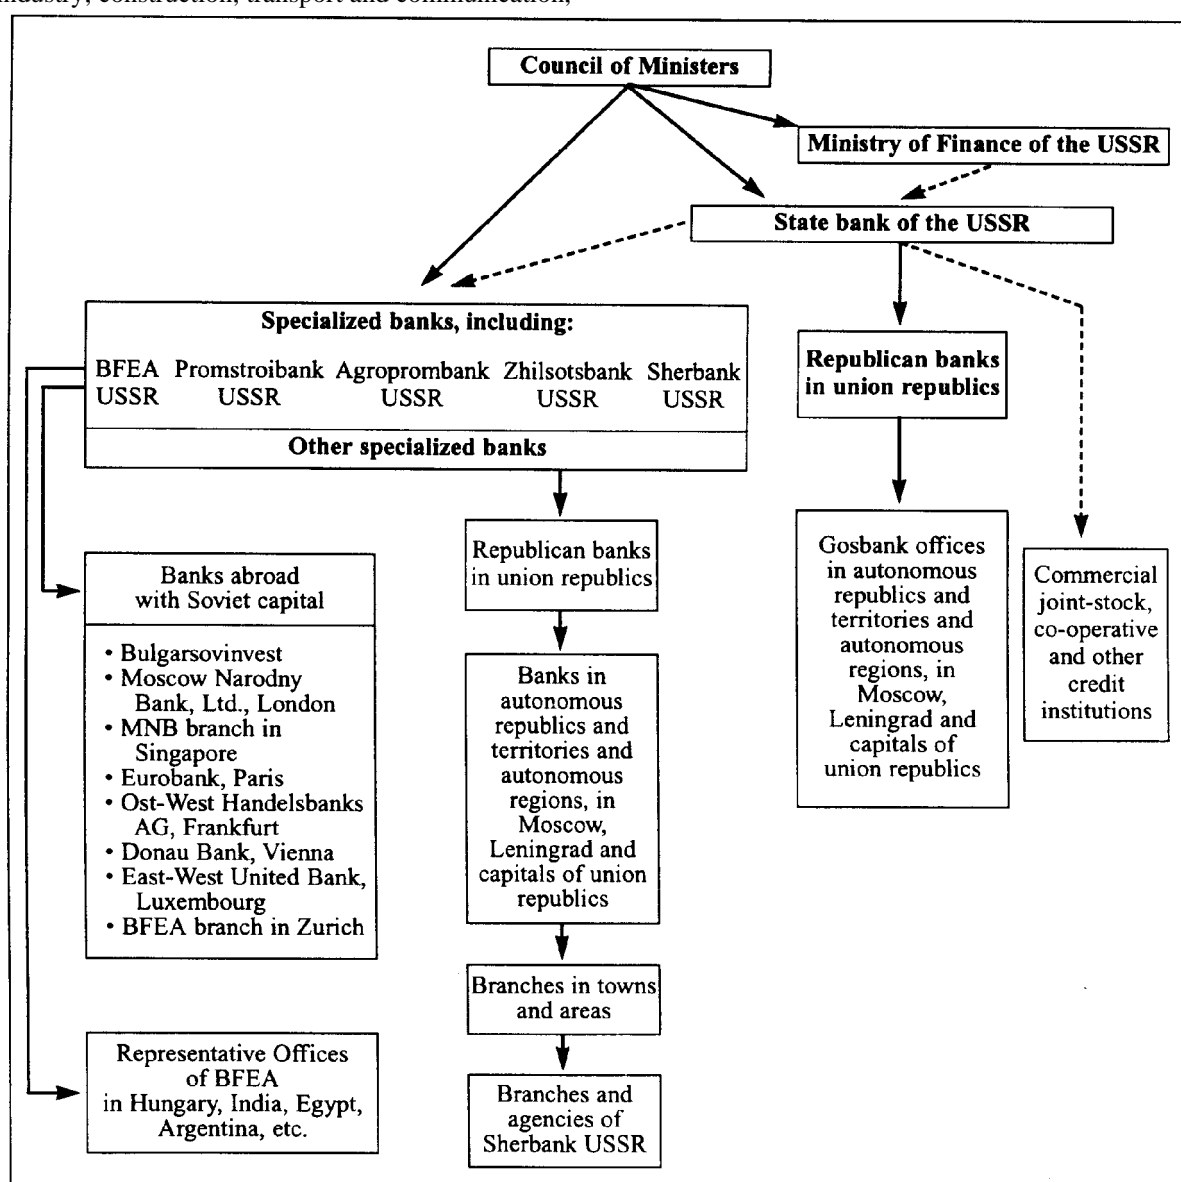 industry, construction, transport and communication,
Council of Ministers
Ministry of Finance of the USSR
State bank of the USSR
Specialized banks, including:
BFEA USSR
Promstroibank USSR
Agroprombank USSR
Zhilsotsbank USSR
Sherbank USSR
Other specialized banks
Republican banks
in union republics
Republican banks
in union republics
Gosbank offices
in autonomous
republics and
territories and
autonomous
regions, in
Moscow,
Leningrad and
capitals of
union republics
Commercial
joint-stock,
co-operative
and other
credit
institutions
Banks abroad
with Soviet capital
• Bulgarsovinvest
• Moscow Narodny
Bank, Ltd., London
• MNB branch in
Singapore
• Eurobank, Paris
• Ost-West Handelsbanks
AG, Frankfurt
• Donau Bank, Vienna
• East-West United Bank,
Luxembourg
• BFEA branch in Zurich
Banks in
autonomous
republics and
territories and
autonomous
regions, in
Moscow,
Leningrad and
capitals of union
republics
Branches in towns
and areas
Branches and
agencies of
Sherbank USSR
Representative Offices
of BFEA
in Hungary, India, Egypt,
Argentina, etc.